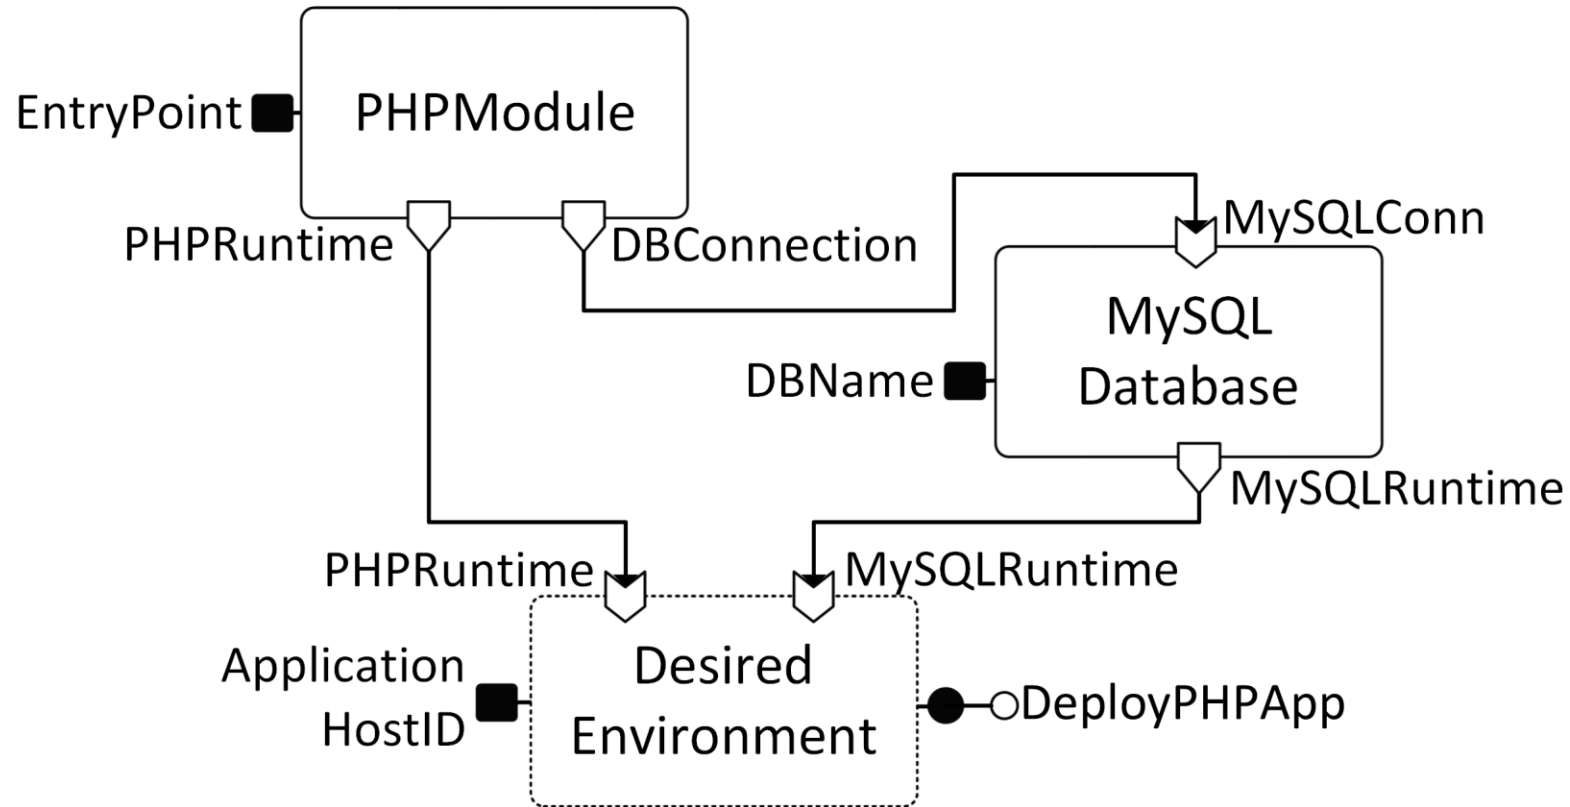 EntryPoint
PHPModule
PHPRuntime
DBConnection
MySQLConn
MySQL
Database
DBName
MySQLRuntime
PHPRuntime
MySQLRuntime
Application
HostID
Desired
Environment
DeployPHPApp